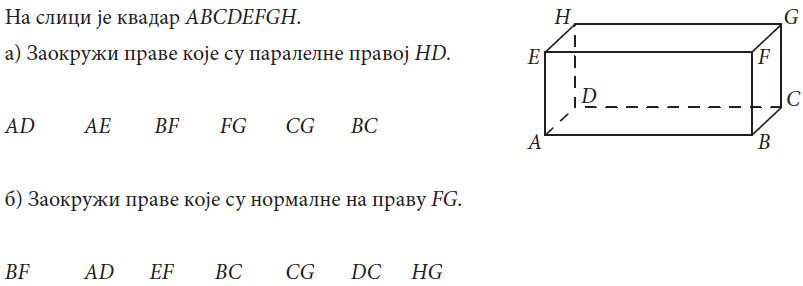 На слици је квадар ABCDEFGH.
а) Заокружи праве које су паралелне правој HD.
AD AE BF FG CG BC
б) Заокружи праве које су нормалне на праву FG.
BF AD EF BC CG DC HG
H G
E F
D C
A B